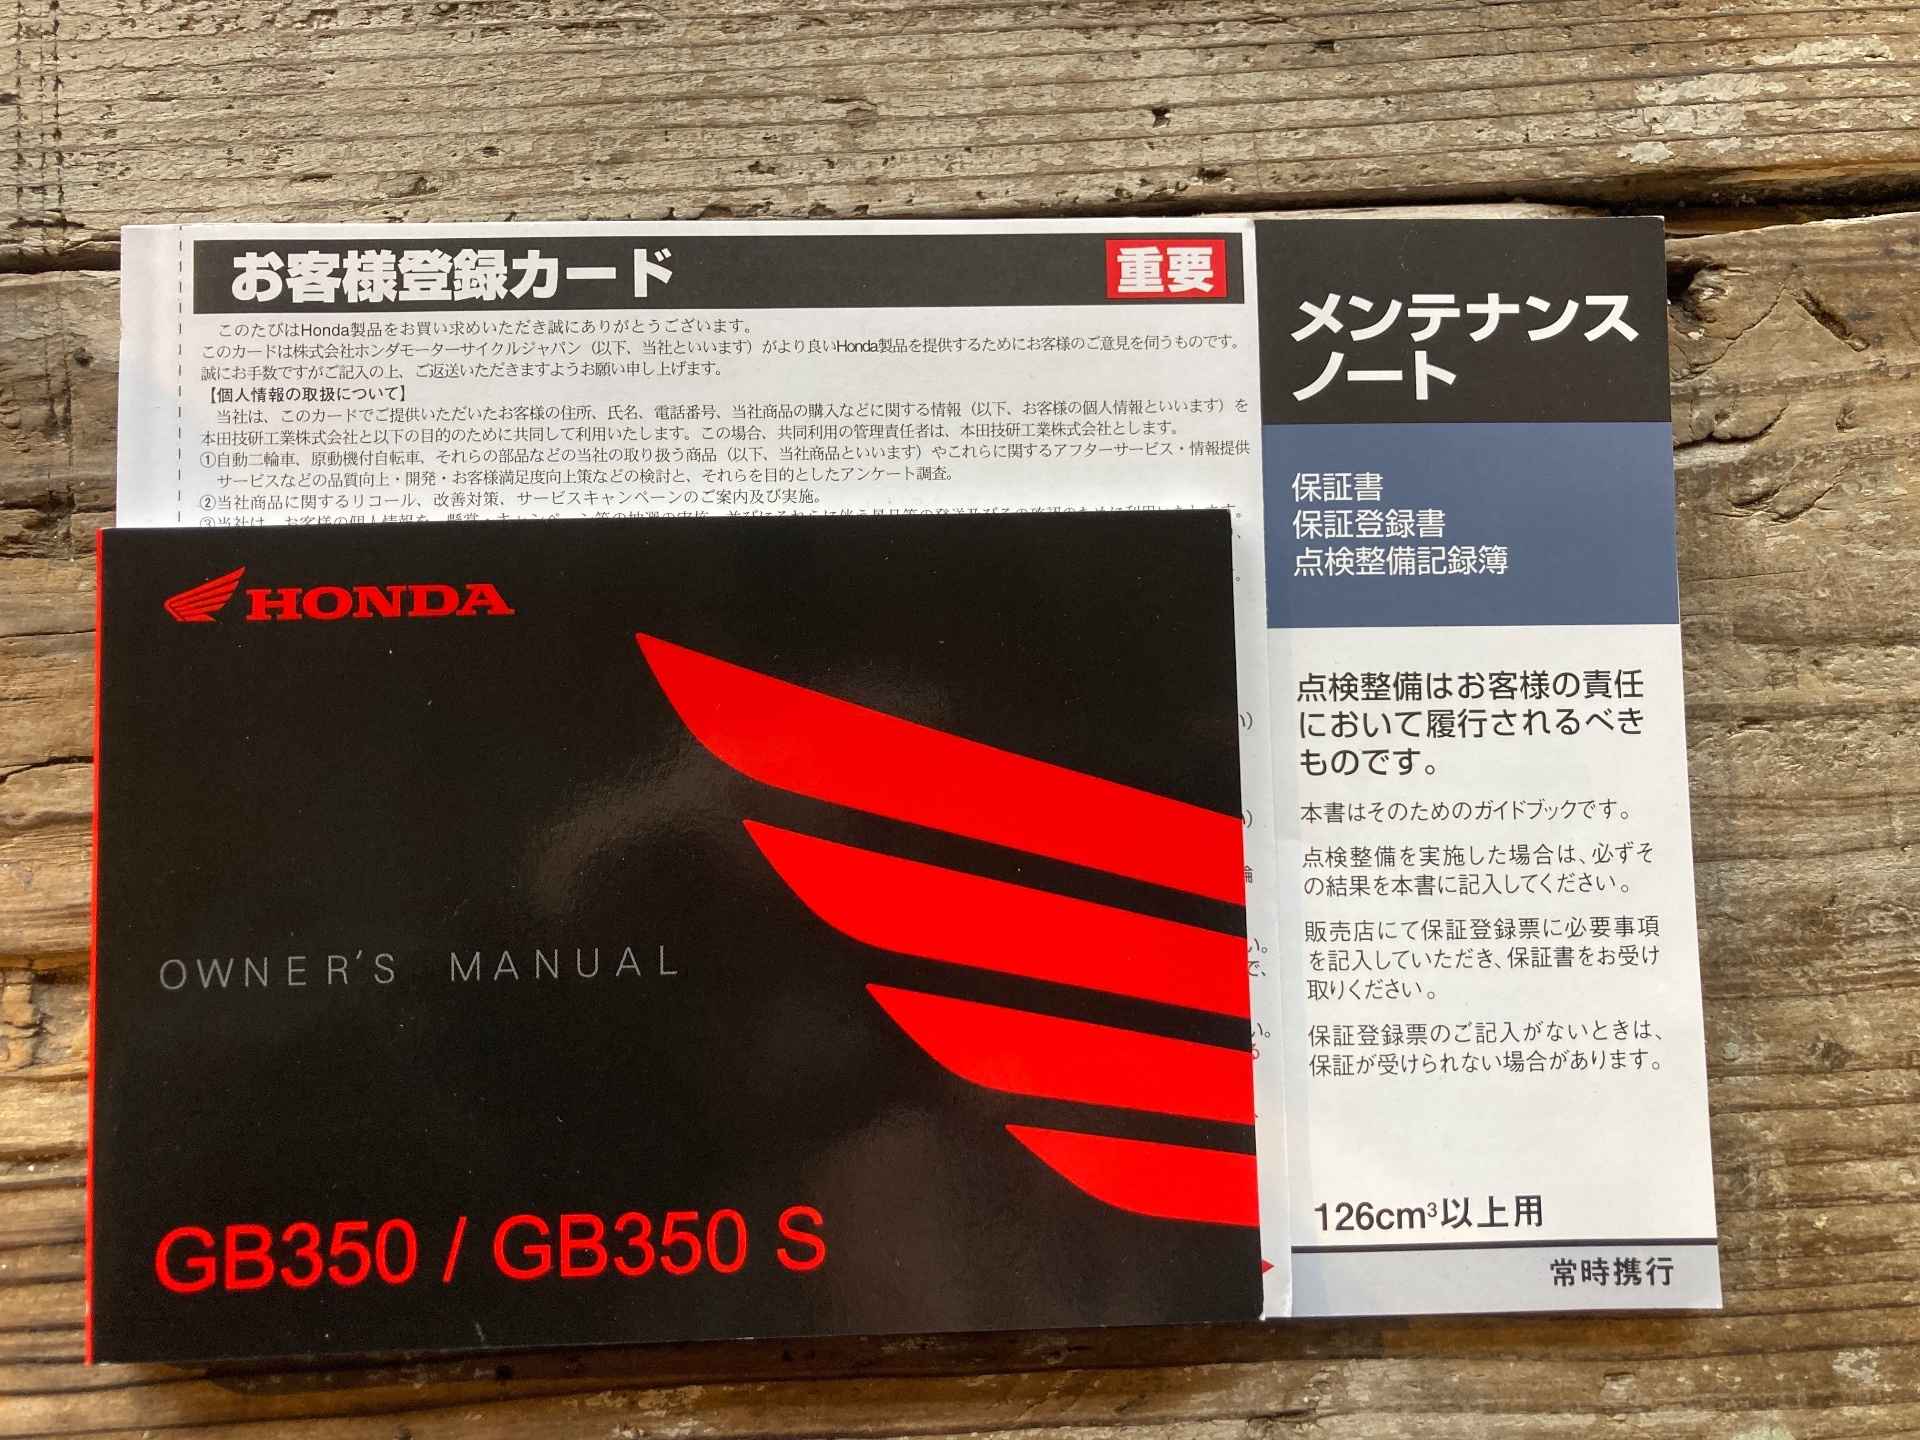 お客様登録カード
重要
このたびはHonda製品をお買い求めいただき誠にありがとうございます。
このカードは株式会社ホンダモーターサイクルジャパン（以下、当社といいます）がより良いHonda製品を提供するためにお客様のご意見を伺うものです。
誠にお手数ですがご記入の上、ご返送いただきますようお願い申し上げます。
【個人情報の取扱について】
当社は、このカードでご提供いただいたお客様の住所、氏名、電話番号、当社商品の購入などに関する情報（以下、お客様の個人情報といいます）を
本田技研工業株式会社と以下の目的のために共同して利用いたします。この場合、共同利用の管理責任者は、本田技研工業株式会社とします。
①自動二輪車、原動機付自転車、それらの部品などの当社の取り扱う商品（以下、当社商品といいます）やこれらに関するアフターサービス・情報提供
サービスなどの品質向上・開発・お客様満足度向上策などの検討と、それらを目的としたアンケート調査。
②当社商品に関するリコール、改善対策、サービスキャンペーンのご案内及び実施。
HONDA
OWNER'S MANUAL
GB350 / GB350 S
メンテナンス
ノート
保証書
保証登録書
点検整備記録簿
点検整備はお客様の責任
において履行されるべき
ものです。
本書はそのためのガイドブックです。
点検整備を実施した場合は、必ずそ
の結果を本書に記入してください。
販売店にて保証登録票に必要事項
を記入していただき、保証書をお受け
取りください。
保証登録票のご記入がないときは、
保証が受けられない場合があります。
126cm³以上用
常時携行